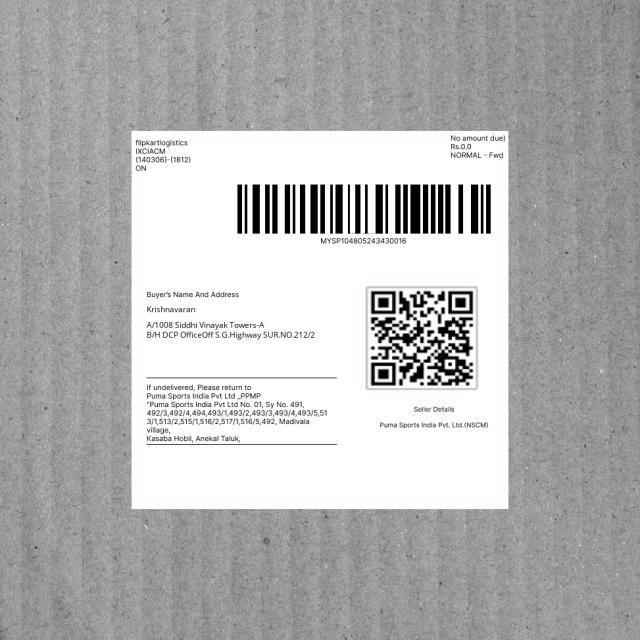 flipkartlogistics
IXCIACM
(140306)-(1812)
ON
No amount due)
Rs.0.0
NORMAL - Fwd
MYSP104805243430016
Buyer's Name And Address
Krishnavaran
A/1008 Siddhi Vinayak Towers-A
B/H DCP OfficeOff S.G.Highway SUR.NO.212/2
If undelivered, Please return to
Puma Sports India Pvt Ltd _PPMP
"Puma Sports India Pvt Ltd No. 01, Sy No. 491,
492/3,492/4,494,493/1,493/2,493/3,493/4,493/5,51
3/1,513/2,515/1,516/2,517/1,516/5,492, Madivala
village,
Kasaba Hobli, Anekal Taluk,
Seller Details
Puma Sports India Pvt. Ltd.(NSCM)